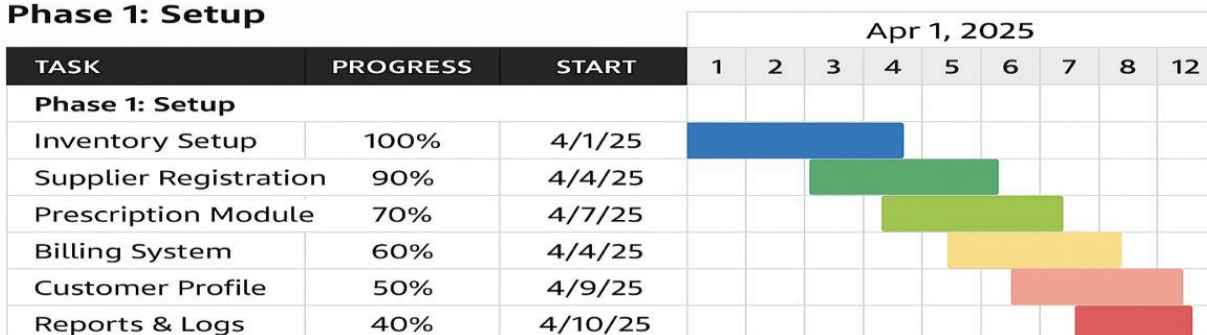 Phase 1: Setup
Apr 1, 2025
TASK PROGRESS START 1 2 3 4 5 6 7 8 12
Phase 1: Setup
Inventory Setup 100% 4/1/25
Supplier Registration 90% 4/4/25
Prescription Module 70% 4/7/25
Billing System 60% 4/4/25
Customer Profile 50% 4/9/25
Reports & Logs 40% 4/10/25